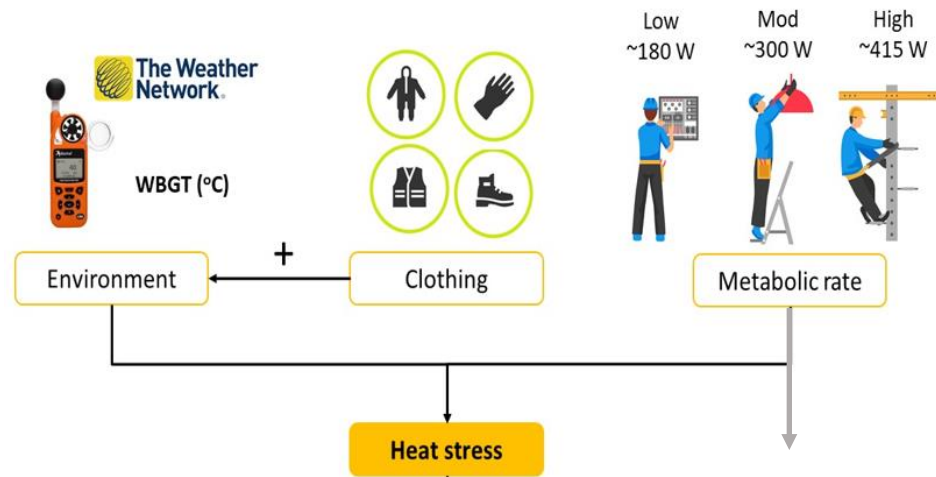 The Weather
Network®
WBGT (°C)
Low
~180 W
Mod
~300 W
High
~415 W
+
Environment
Clothing
Metabolic rate
Heat stress